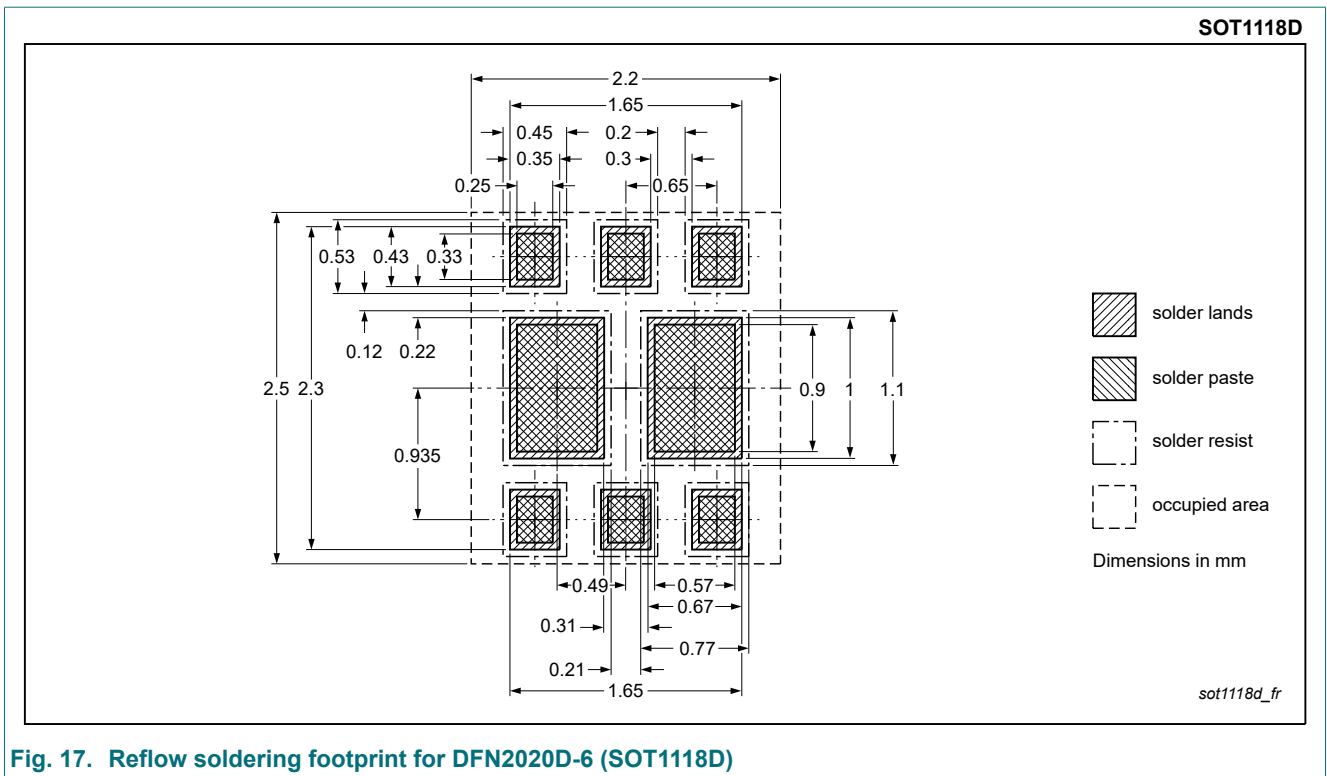 SOT1118D
2.2
1.65
0.45 0.2
0.35 0.3
0.25 0.65
0.53 0.43 0.33
solder lands
0.12 0.22
solder paste
2.5 2.3 0.9 1 1.1
solder resist
0.935
occupied area
Dimensions in mm
0.49 0.57
0.67
0.31
0.77
0.21
1.65
sot1118d_fr
Fig. 17. Reflow soldering footprint for DFN2020D-6 (SOT1118D)